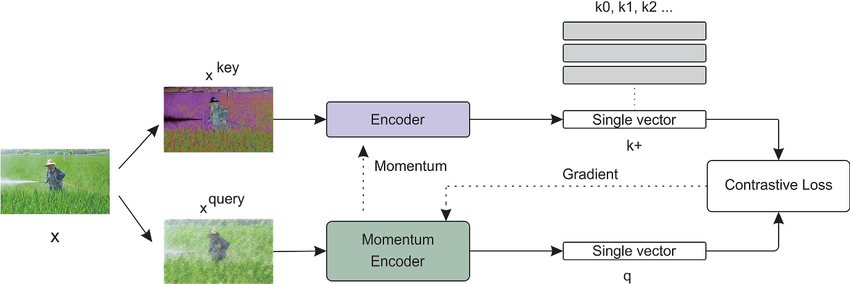 k0, k1, k2 ...
x key
Encoder
Single vector
k+
Momentum
Gradient
Contrastive Loss
x
x query
Momentum
Encoder
Single vector
q